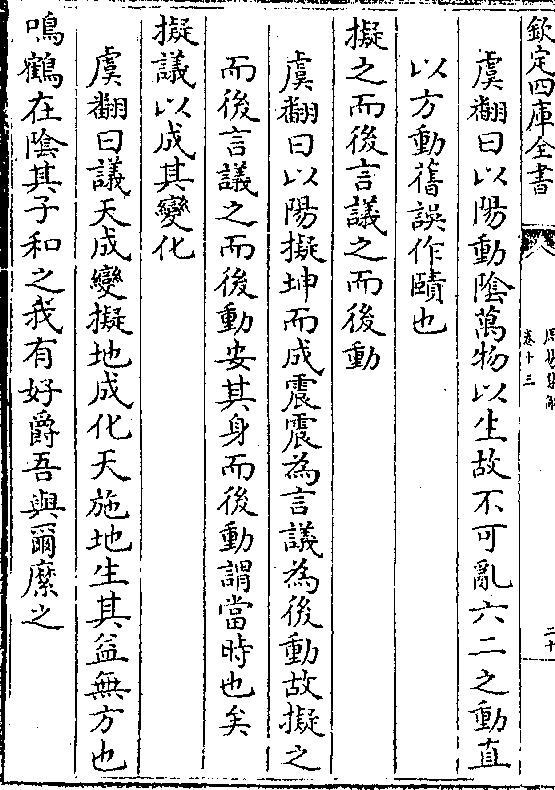 欽定四庫全書
周易集解
卷十三
二十
虞翻曰以陽動陰萬物以生故不可亂六二之動直
以方動舊誤作賾也
擬之而後言議之而後動
虞翻曰以陽擬坤而成震震為言議為後動故擬之
而後言議之而後動安其身而後動謂當時也矣
擬議以成其變化
虞翻曰議天成變擬地成化天施地生其益無方也
鳴鶴在陰其子和之我有好爵吾與爾縻之